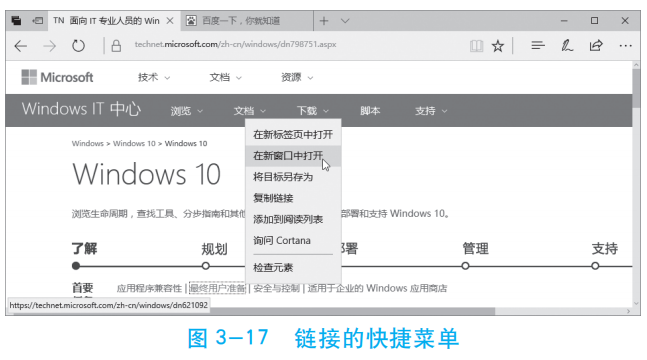 TN 面向 IT 专业人员的 Win × 百度一下，你就知道
technet.microsoft.com/zh-cn/windows/dn798751.aspx
Microsoft 技术 文档 资源
Windows IT 中心 浏览 文档 下载 脚本 支持
Windows > Windows 10 > Windows 10
Windows 10
在新标签页中打开
在新窗口中打开
将目标另存为
复制链接
添加到阅读列表
询问 Cortana
检查元素
浏览生命周期，查找工具、分步指南和其他 部署和支持 Windows 10。
了解 规划 部署 管理 支持
首要 应用程序兼容性 | 最终用户准备 | 安全与控制 | 适用于企业的 Windows 应用商店
https://technet.microsoft.com/zh-cn/windows/dn621092
图 3-17 链接的快捷菜单